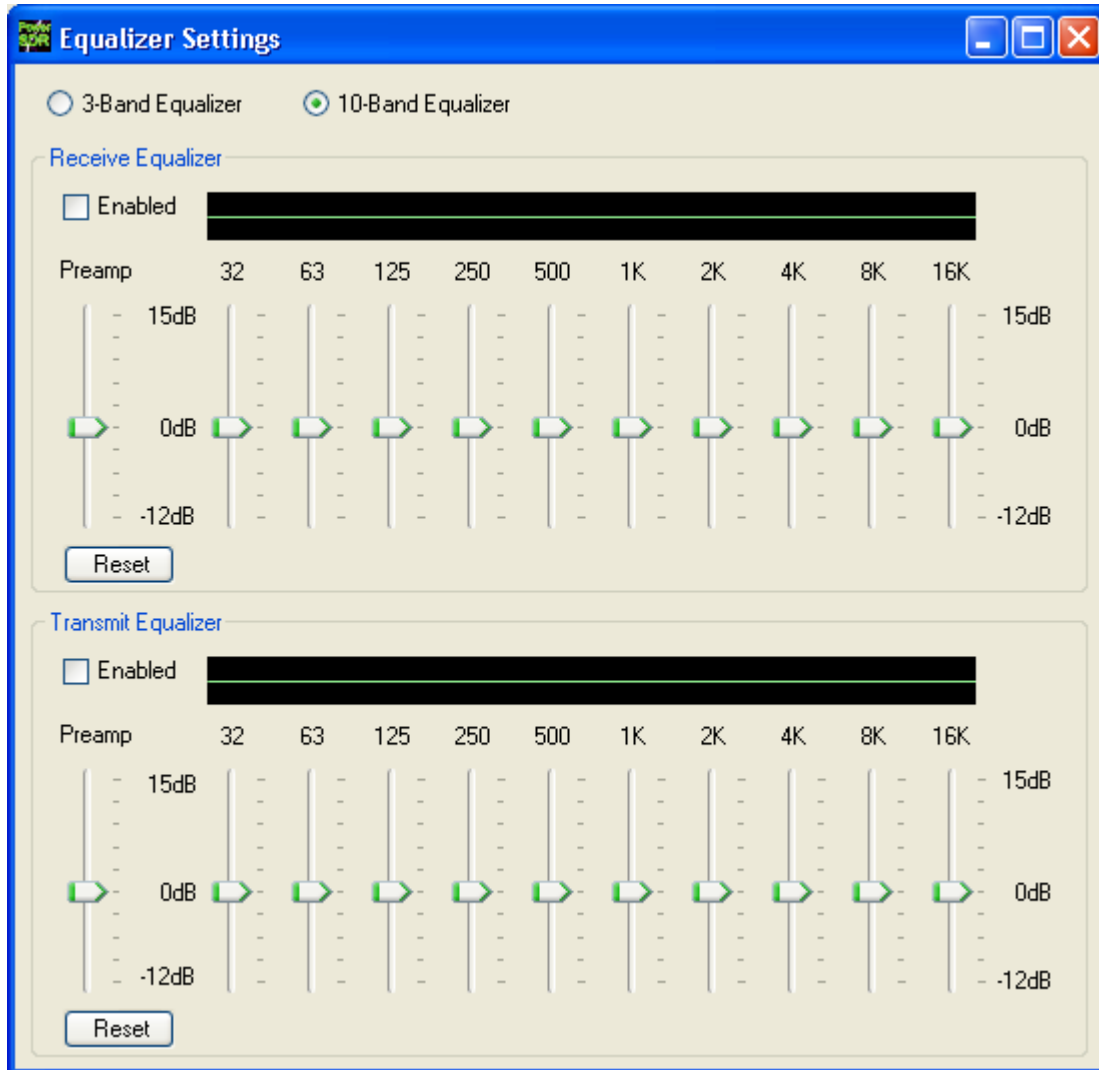 Power SDR Equalizer Settings
3-Band Equalizer 10-Band Equalizer
Receive Equalizer
Enabled
Preamp 32 63 125 250 500 1K 2K 4K 8K 16K
15dB 15dB
0dB 0dB
-12dB -12dB
Reset
Transmit Equalizer
Enabled
Preamp 32 63 125 250 500 1K 2K 4K 8K 16K
15dB 15dB
0dB 0dB
-12dB -12dB
Reset